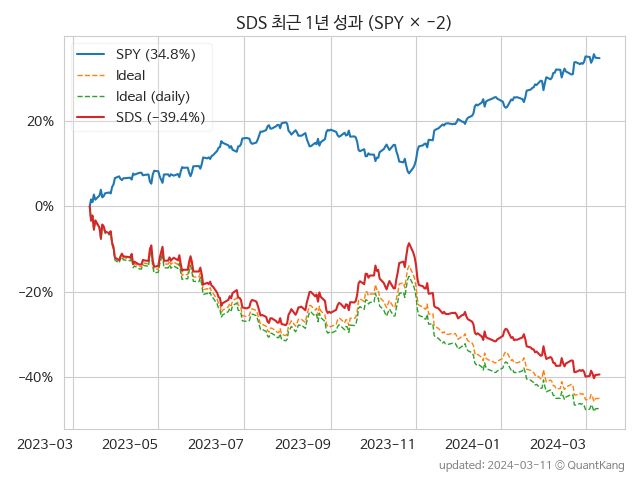 SDS 최근 1년 성과 (SPY × −2)
SPY (34.8%)
Ideal
Ideal (daily)
SDS (−39.4%)
20%
0%
−20%
−40%
2023−03
2023−05
2023−07
2023−09
2023−11
2024−01
2024−03
updated: 2024−03−11 ⓒ QuantKang